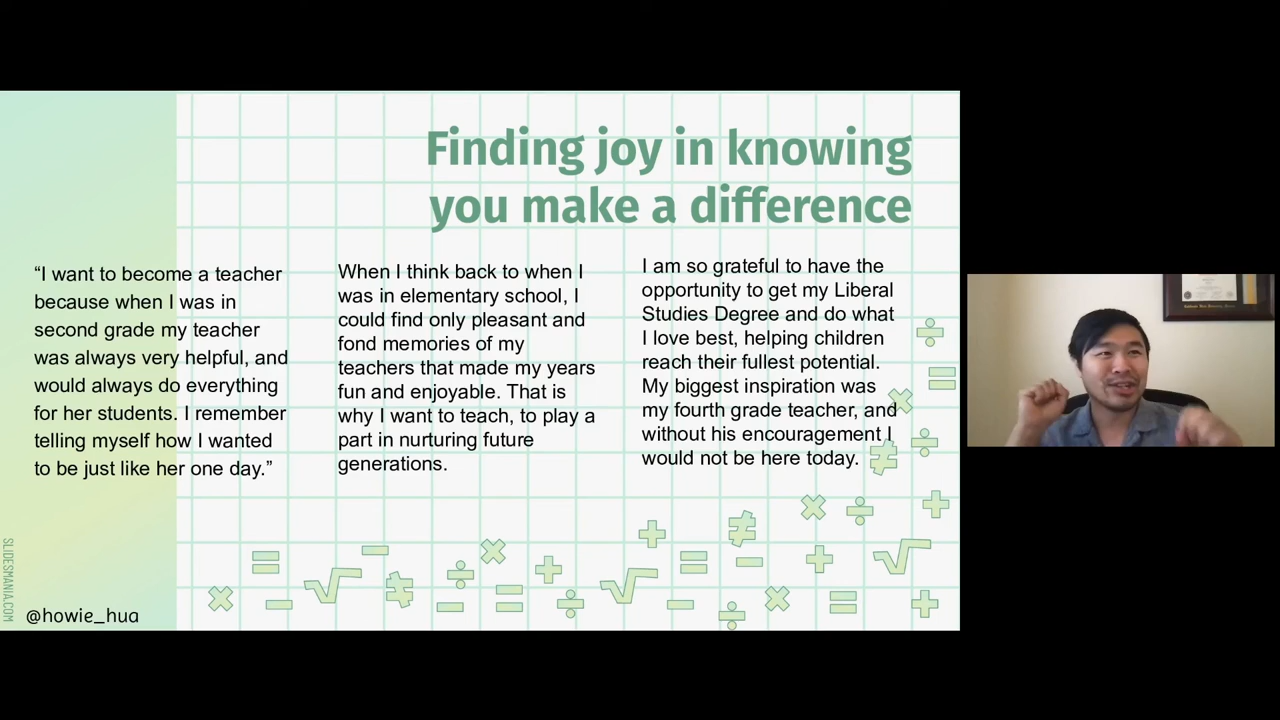 Finding joy in knowing
you make a difference
“I want to become a teacher
because when I was in
second grade my teacher
was always very helpful, and
would always do everything
for her students. I remember
telling myself how I wanted
to be just like her one day.”
When I think back to when I
was in elementary school, I
could find only pleasant and
fond memories of my
teachers that made my years
fun and enjoyable. That is
why I want to teach, to play a
part in nurturing future
generations.
I am so grateful to have the
opportunity to get my Liberal
Studies Degree and do what
I love best, helping children
reach their fullest potential.
My biggest inspiration was
my fourth grade teacher, and
without his encouragement I
would not be here today.
SLIDESMANIA.COM
@howie_hua